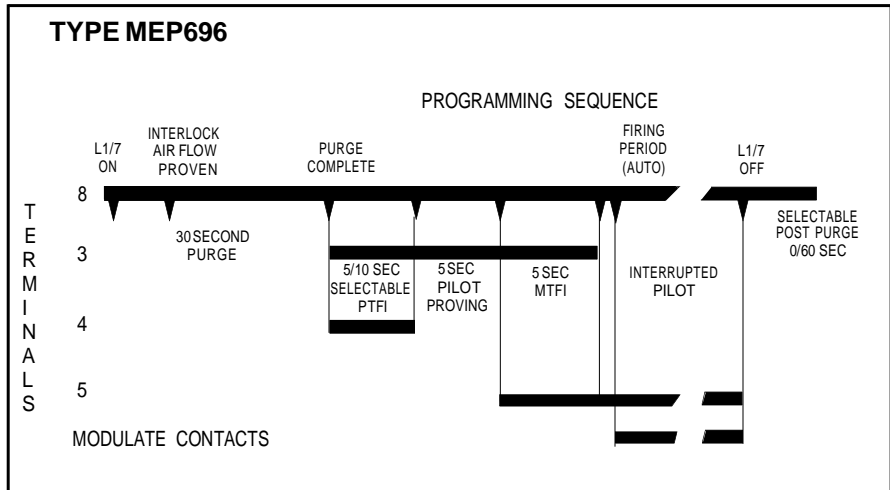 TYPE MEP696
PROGRAMMING SEQUENCE
L1/7
ON
INTERLOCK
AIR FLOW
PROVEN
PURGE
COMPLETE
FIRING
PERIOD
(AUTO)
L1/7
OFF
TERMINALS
8
30 SECOND
PURGE
SELECTABLE
POST PURGE
0/60 SEC
3
5/10 SEC
SELECTABLE
PTFI
5 SEC
PILOT
PROVING
5 SEC
MTFI
INTERRUPTED
PILOT
4
5
MODULATE CONTACTS